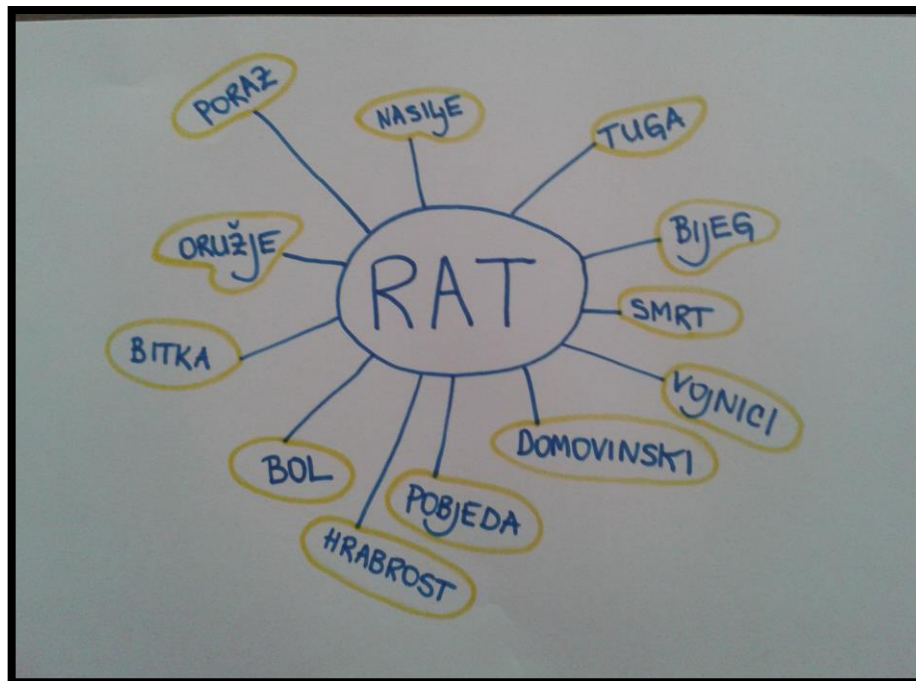 PORAZ
NASILJE
TUGA
ORUŽJE
BIJEG
RAT
SMRT
BITKA
VOJNICI
DOMOVINSKI
BOL
POBJEDA
HRABROST